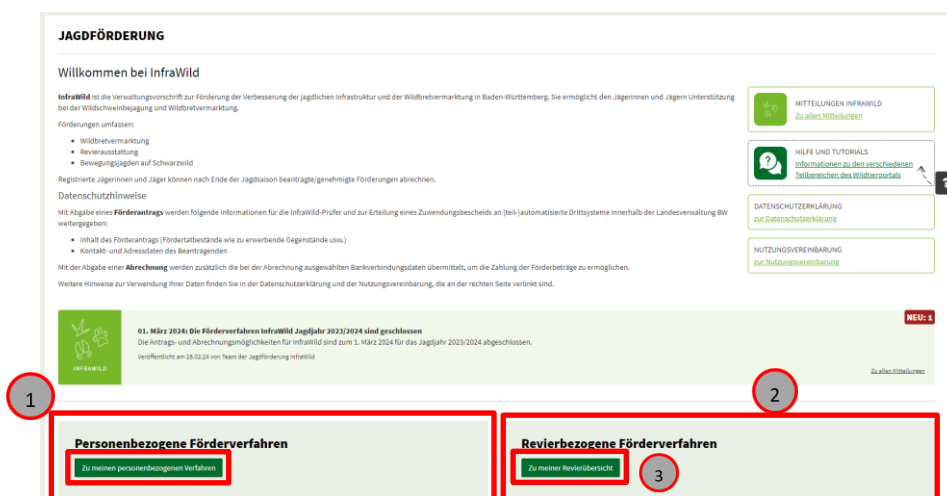 JAGDFÖRDERUNG
Willkommen bei InfraWild
InfraWild ist die Verwaltungsvorschrift zur Förderung der Verbesserung der jagdlichen Infrastruktur und der Wildbretvermarktung in Baden-Württemberg. Sie ermöglicht den Jägerinnen und Jägern Unterstützung
bei der Wildschweinbejagung und Wildbretvermarktung.
Förderungen umfassen:
Wildbretvermarktung
Revierausstattung
Bewegungsjagden auf Schwarzwild
Registrierte Jägerinnen und Jäger können nach Ende der Jagdsaison beantragte/genehmigte Förderungen abrechnen.
Datenschutzhinweise
Mit Abgabe eines Förderantrags werden folgende Informationen für die InfraWild-Prüfer und zur Erteilung eines Zuwendungsbescheids an (teil-)automatisierte Drittsysteme innerhalb der Landesverwaltung BW
weitergegeben:
Inhalt des Förderantrags (Fördertatbestände wie zu erwerbende Gegenstände usw.)
Kontakt- und Adressdaten des Beantragenden
Mit der Abgabe einer Abrechnung werden zusätzlich die bei der Abrechnung ausgewählten Bankverbindungsdaten übermittelt, um die Zahlung der Förderbeträge zu ermöglichen.
Weitere Hinweise zur Verwendung Ihrer Daten finden Sie in der Datenschutzerklärung und der Nutzungsvereinbarung, die an der rechten Seite verlinkt sind.
MITTEILUNGEN INFRAWILD
Zu allen Mitteilungen
HILFE UND TUTORIALS
Informationen zu den verschiedenen
Teilbereichen des Wildtierportals
?
DATENSCHUTZERKLÄRUNG
zur Datenschutzerklärung
NUTZUNGSVEREINBARUNG
zur Nutzungsvereinbarung
NEU: 1
INFRAWILD
01. März 2024: Die Förderverfahren InfraWild Jagdjahr 2023/2024 sind geschlossen
Die Antrags- und Abrechnungsmöglichkeiten für InfraWild sind zum 1. März 2024 für das Jagdjahr 2023/2024 abgeschlossen.
Veröffentlicht am 28.02.24 von Team der Jagdförderung InfraWild
Zu allen Mitteilungen
1
2
Personenbezogene Förderverfahren
Zu meinen personenbezogenen Verfahren
Revierbezogene Förderverfahren
Zu meiner Revierübersicht
3